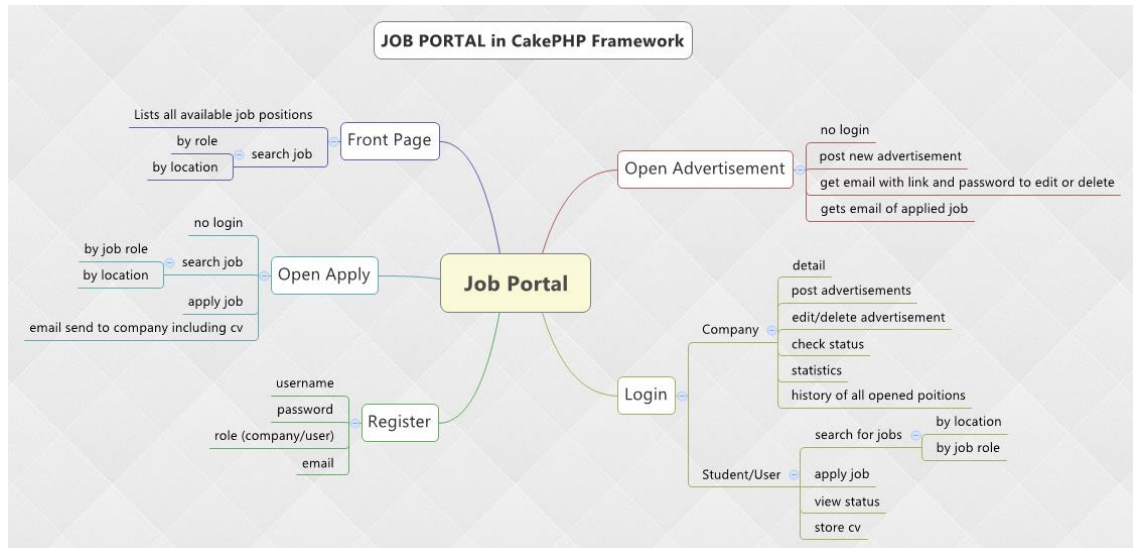 JOB PORTAL in CakePHP Framework
Lists all available job positions
by role
by location
search job
Front Page
no login
by job role
by location
search job
apply job
email send to company including cv
Open Apply
username
password
role (company/user)
email
Register
Job Portal
Open Advertisement
no login
post new advertisement
get email with link and password to edit or delete
gets email of applied job
Login
Company
detail
post advertisements
edit/delete advertisement
check status
statistics
history of all opened poitions
Student/User
search for jobs
by location
by job role
apply job
view status
store cv